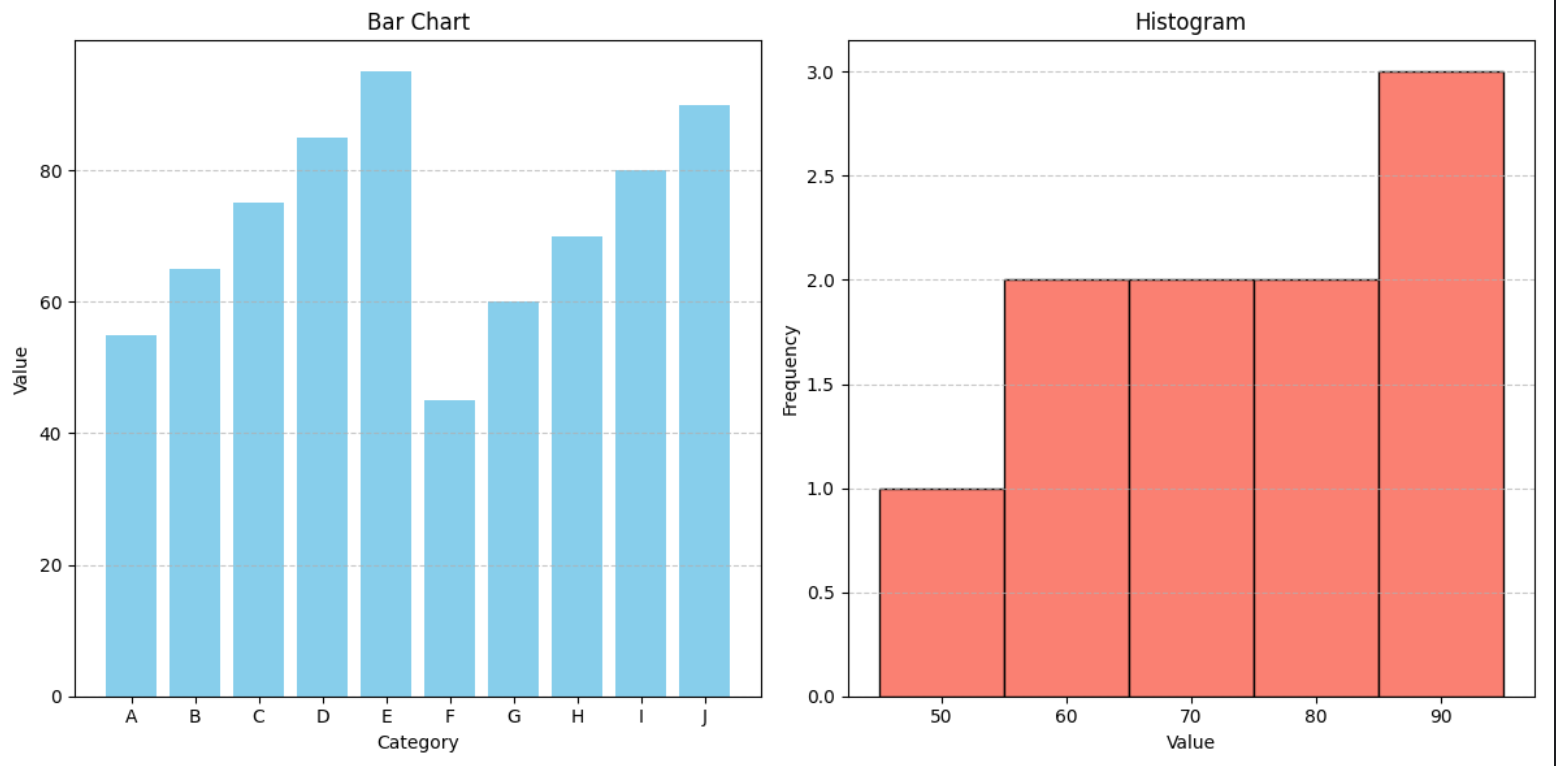 Bar Chart
Value
80
60
40
20
0
A B C D E F G H I J
Category
Histogram
Frequency
3.0
2.5
2.0
1.5
1.0
0.5
0.0
50 60 70 80 90
Value